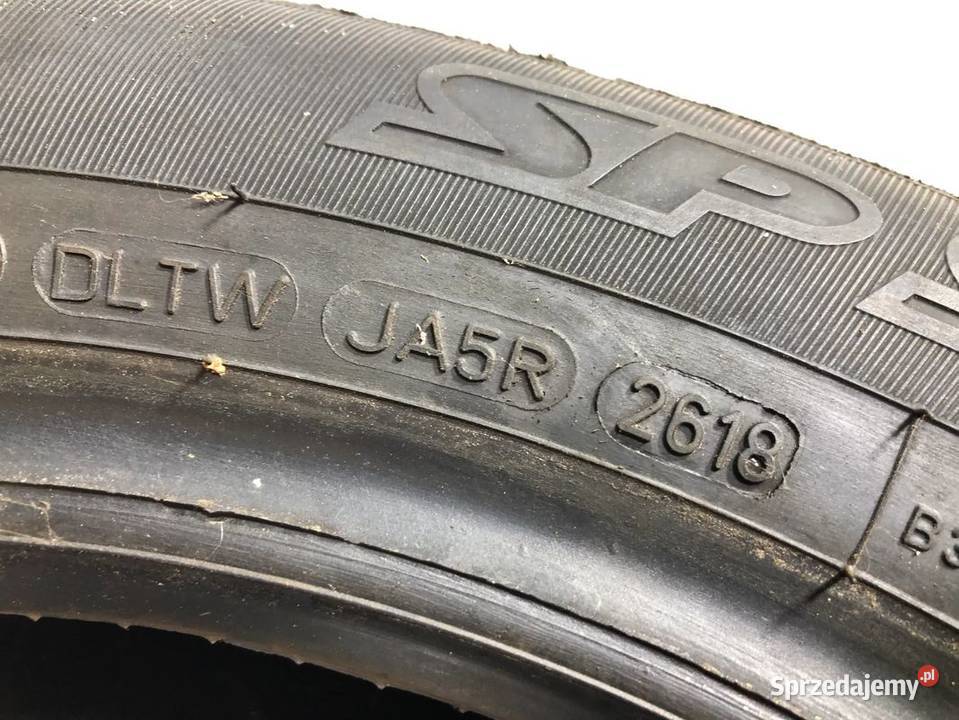 SP
DLTW JA5R 2618
Sprzedajemy.pl